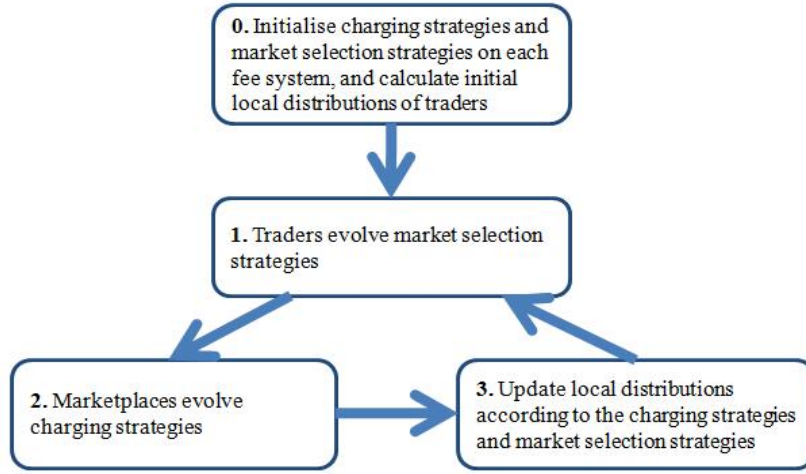 0. Initialise charging strategies and
market selection strategies on each
fee system, and calculate initial
local distributions of traders
1. Traders evolve market selection
strategies
2. Marketplaces evolve
charging strategies
3. Update local distributions
according to the charging strategies
and market selection strategies